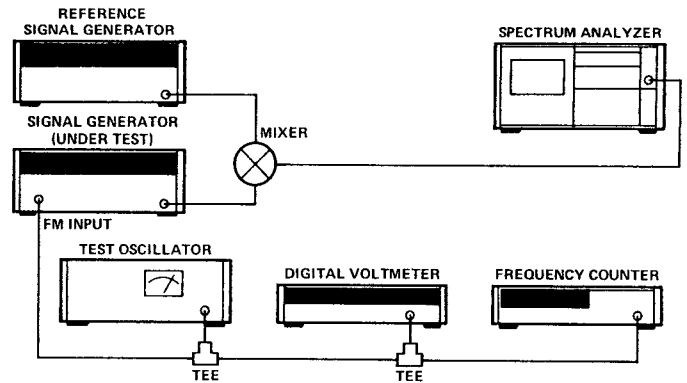 REFERENCE
SIGNAL GENERATOR
SPECTRUM ANALYZER
SIGNAL GENERATOR
(UNDER TEST)
MIXER
FM INPUT
TEST OSCILLATOR
DIGITAL VOLTMETER
FREQUENCY COUNTER
TEE
TEE